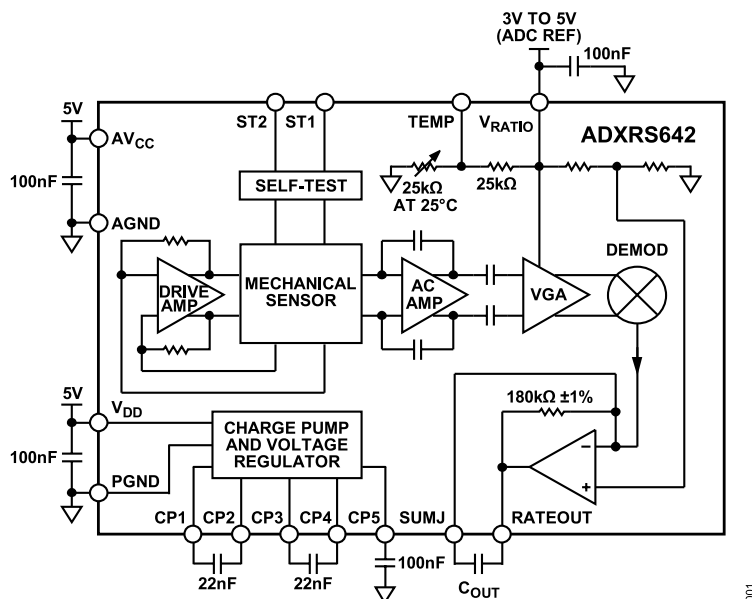 3V TO 5V
(ADC REF)
100nF
5V
ST2
ST1
TEMP
VRATIO
ADXRS642
AVCC
100nF
SELF-TEST
25kΩ
AT 25°C
25kΩ
AGND
DEMOD
DRIVE
AMP
MECHANICAL
SENSOR
AC
AMP
VGA
5V
VDD
180kΩ ±1%
100nF
CHARGE PUMP
AND VOLTAGE
REGULATOR
–
+
PGND
CP1
CP2
CP3
CP4
CP5
SUMJ
RATEOUT
22nF
22nF
100nF
COUT
001